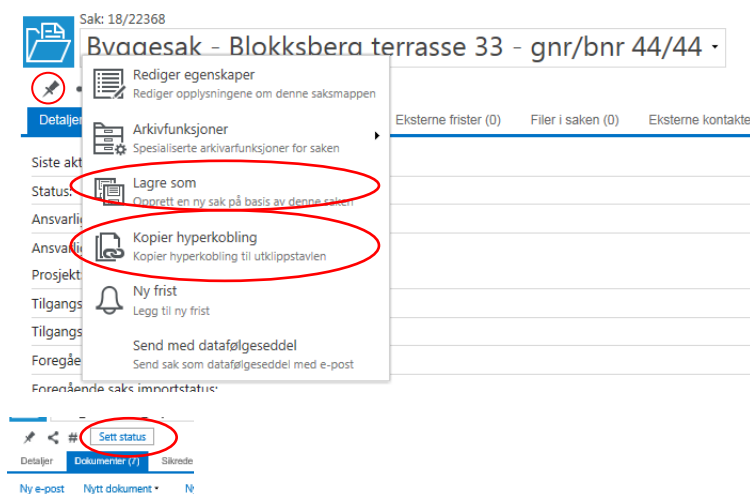 Sak: 18/22368
Byggesak - Blokksberg terrasse 33 - gnr/bnr 44/44
Rediger egenskaper
Rediger opplysningene om denne saksmappen
Detaljer
Eksterne frister (0) Filer i saken (0) Eksterne kontakte
Arkivfunksjoner
Spesialiserte arkivarfunksjoner for saken
Siste akt
Lagre som
Status:
Opprett en ny sak på basis av denne saken
Ansvarli
Kopier hyperkobling
Ansvarli
Kopier hyperkobling til utklippstavlen
Prosjekt
Ny frist
Tilgangs
Legg til ny frist
Tilgangs
Send med datafølgeseddel
Foregåe
Send sak som datafølgeseddel med e-post
Foregående saks importstatus:
# Sett status
Detaljer Dokumenter (7) Sikrede
Ny e-post Nytt dokument